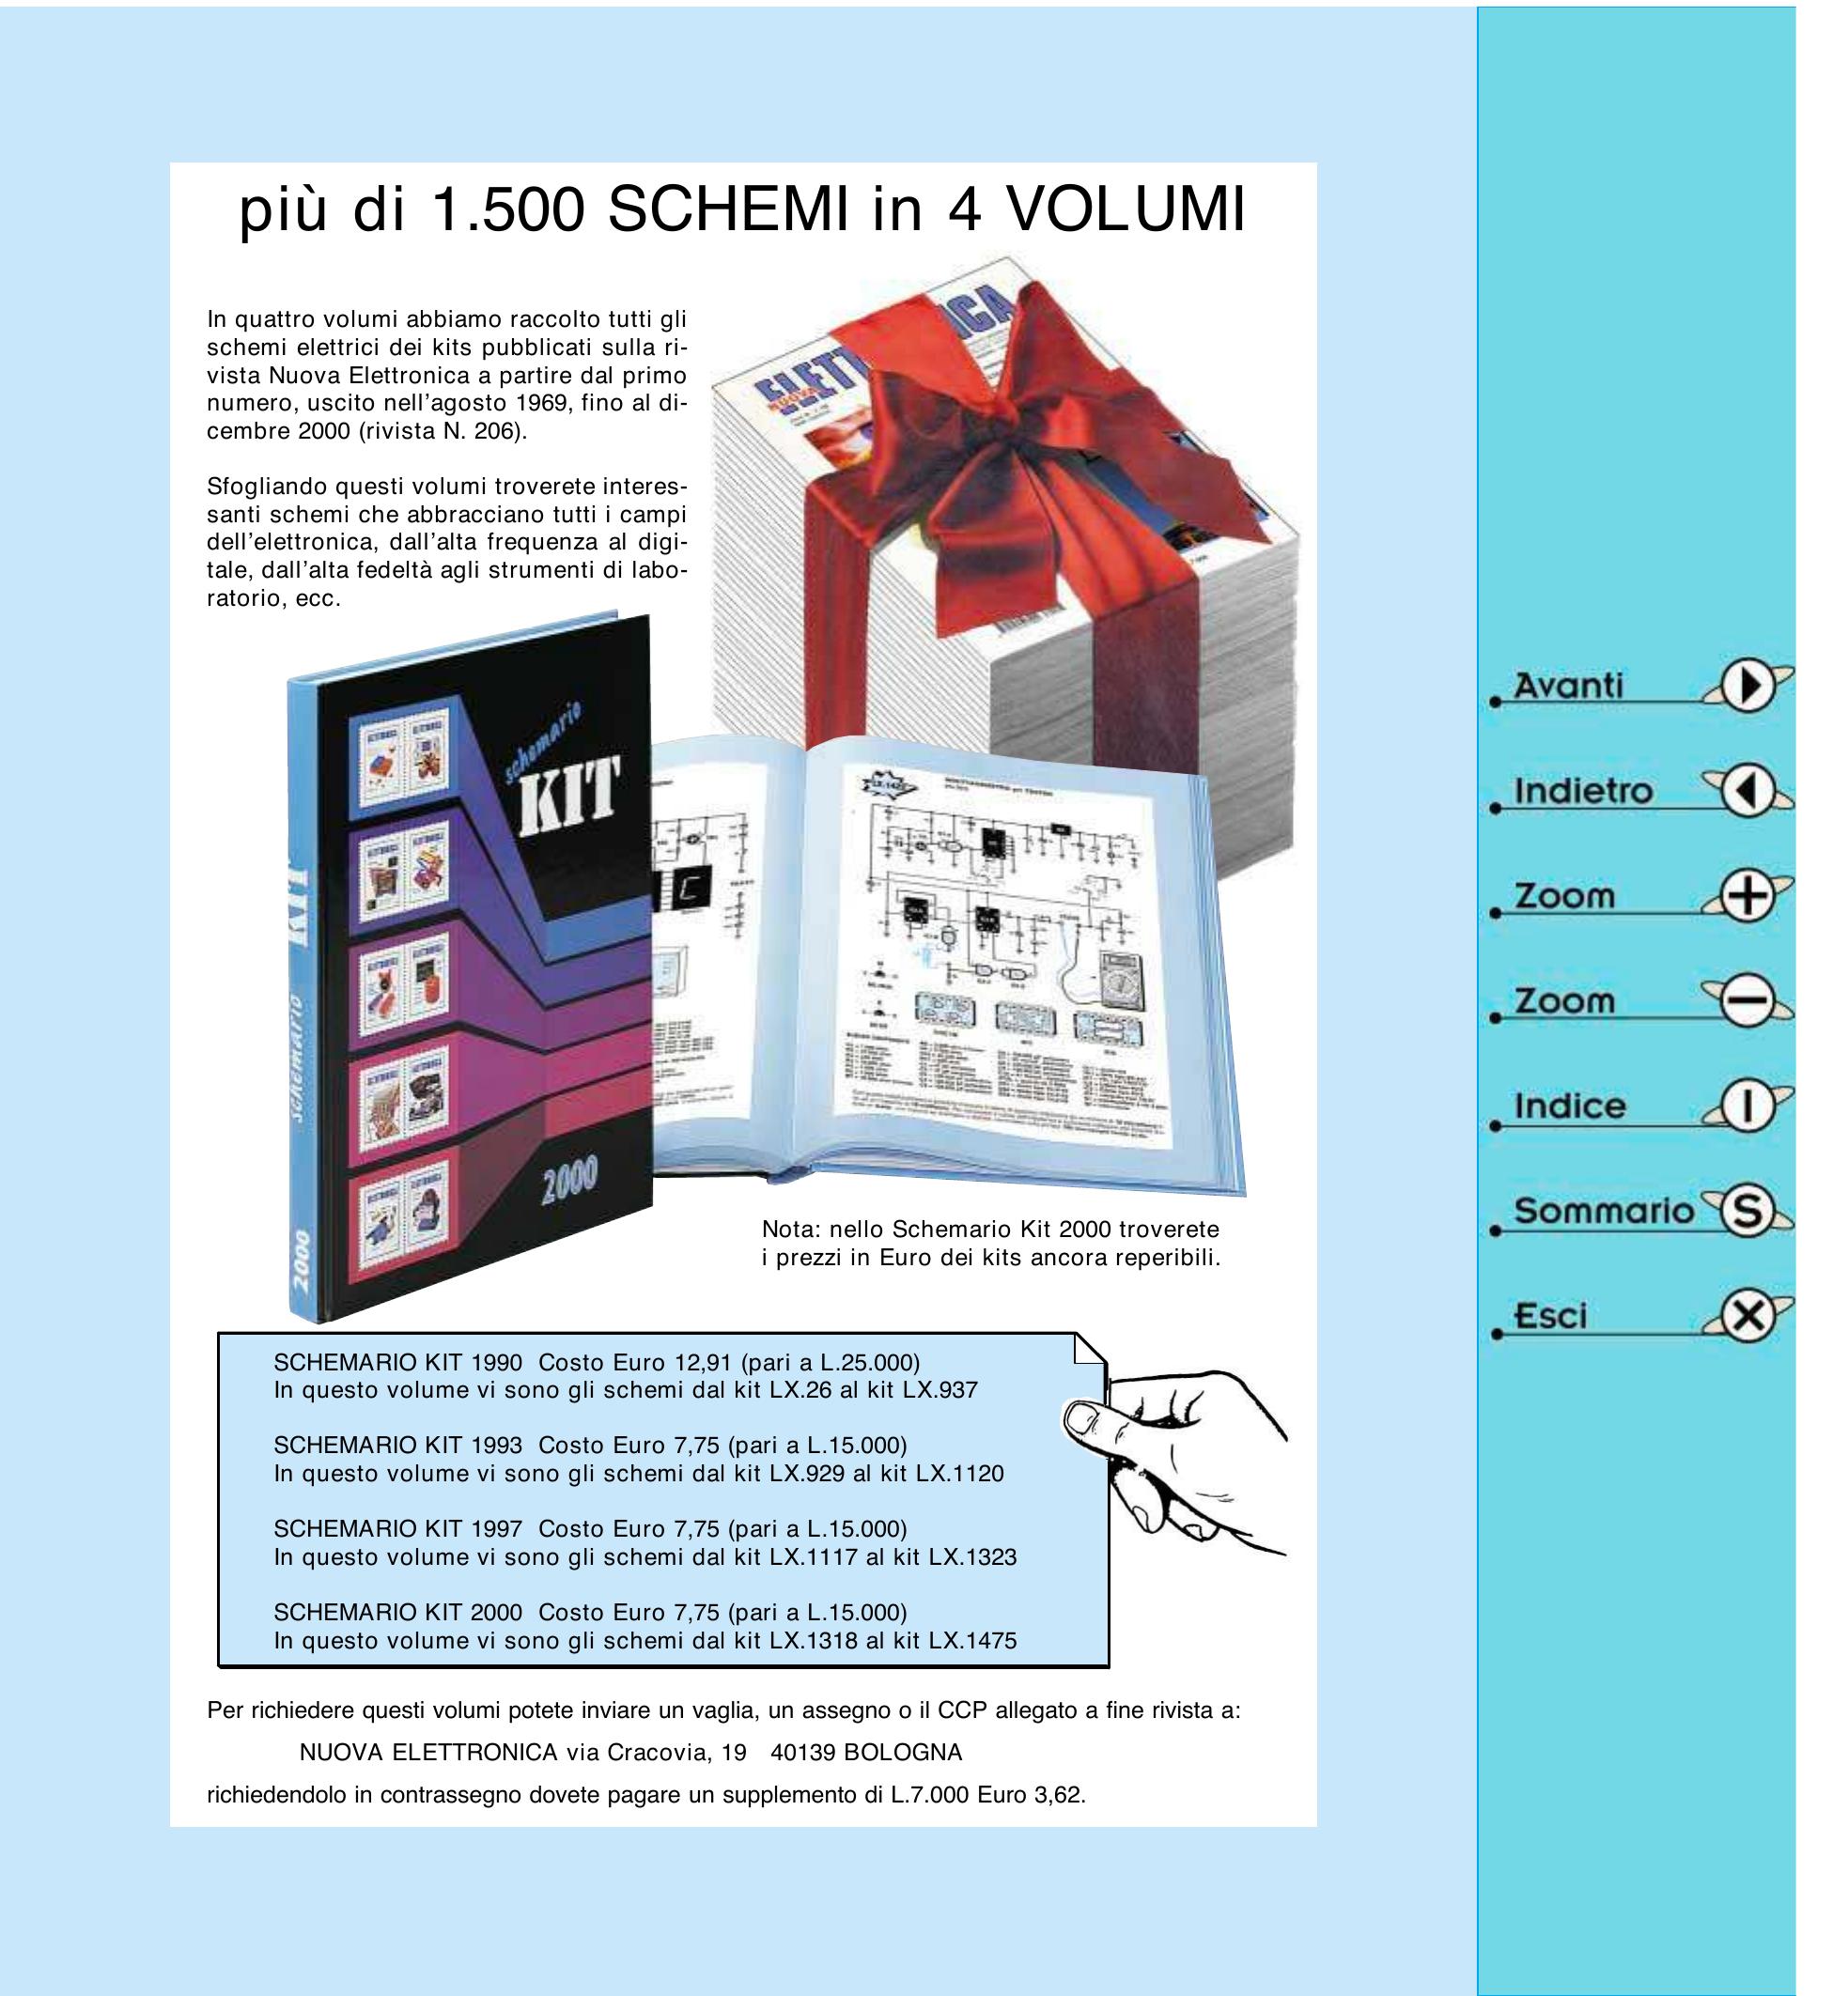 più di 1.500 SCHEMI in 4 VOLUMI
In quattro volumi abbiamo raccolto tutti gli
schemi elettrici dei kits pubblicati sulla ri-
vista Nuova Elettronica a partire dal primo
numero, uscito nell'agosto 1969, fino al di-
cembre 2000 (rivista N. 206).
Sfogliando questi volumi troverete interes-
santi schemi che abbracciano tutti i campi
dell'elettronica, dall'alta frequenza al digi-
tale, dall'alta fedeltà agli strumenti di labo-
ratorio, ecc.
NUOVA
schemario
KIT
2000
KIT
schemario
2000
Nota: nello Schemario Kit 2000 troverete
i prezzi in Euro dei kits ancora reperibili.
SCHEMARIO KIT 1990 Costo Euro 12,91 (pari a L.25.000)
In questo volume vi sono gli schemi dal kit LX.26 al kit LX.937
SCHEMARIO KIT 1993 Costo Euro 7,75 (pari a L.15.000)
In questo volume vi sono gli schemi dal kit LX.929 al kit LX.1120
SCHEMARIO KIT 1997 Costo Euro 7,75 (pari a L.15.000)
In questo volume vi sono gli schemi dal kit LX.1117 al kit LX.1323
SCHEMARIO KIT 2000 Costo Euro 7,75 (pari a L.15.000)
In questo volume vi sono gli schemi dal kit LX.1318 al kit LX.1475
Per richiedere questi volumi potete inviare un vaglia, un assegno o il CCP allegato a fine rivista a:
NUOVA ELETTRONICA via Cracovia, 19 40139 BOLOGNA
richiedendolo in contrassegno dovete pagare un supplemento di L.7.000 Euro 3,62.
Avanti
Indietro
Zoom
Zoom
Indice
Sommario
Esci